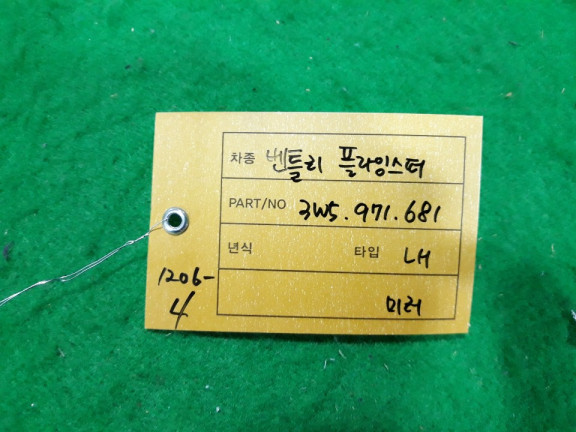 차종 벤틀리 플라잉스퍼
PART/NO 3W5.971.681
년식 타입 LH
미러
1206-
4